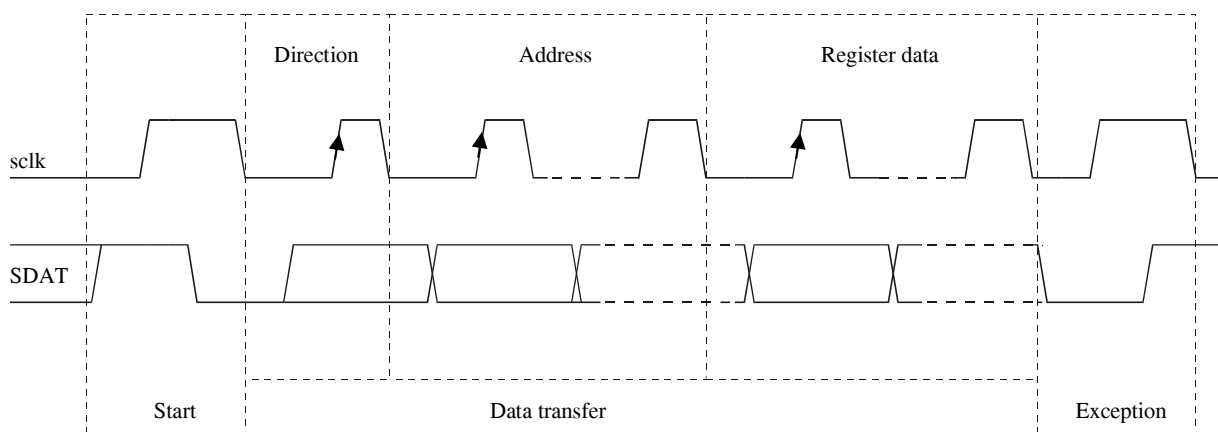 Direction
Address
Register data
sclk
SDAT
Start
Data transfer
Exception